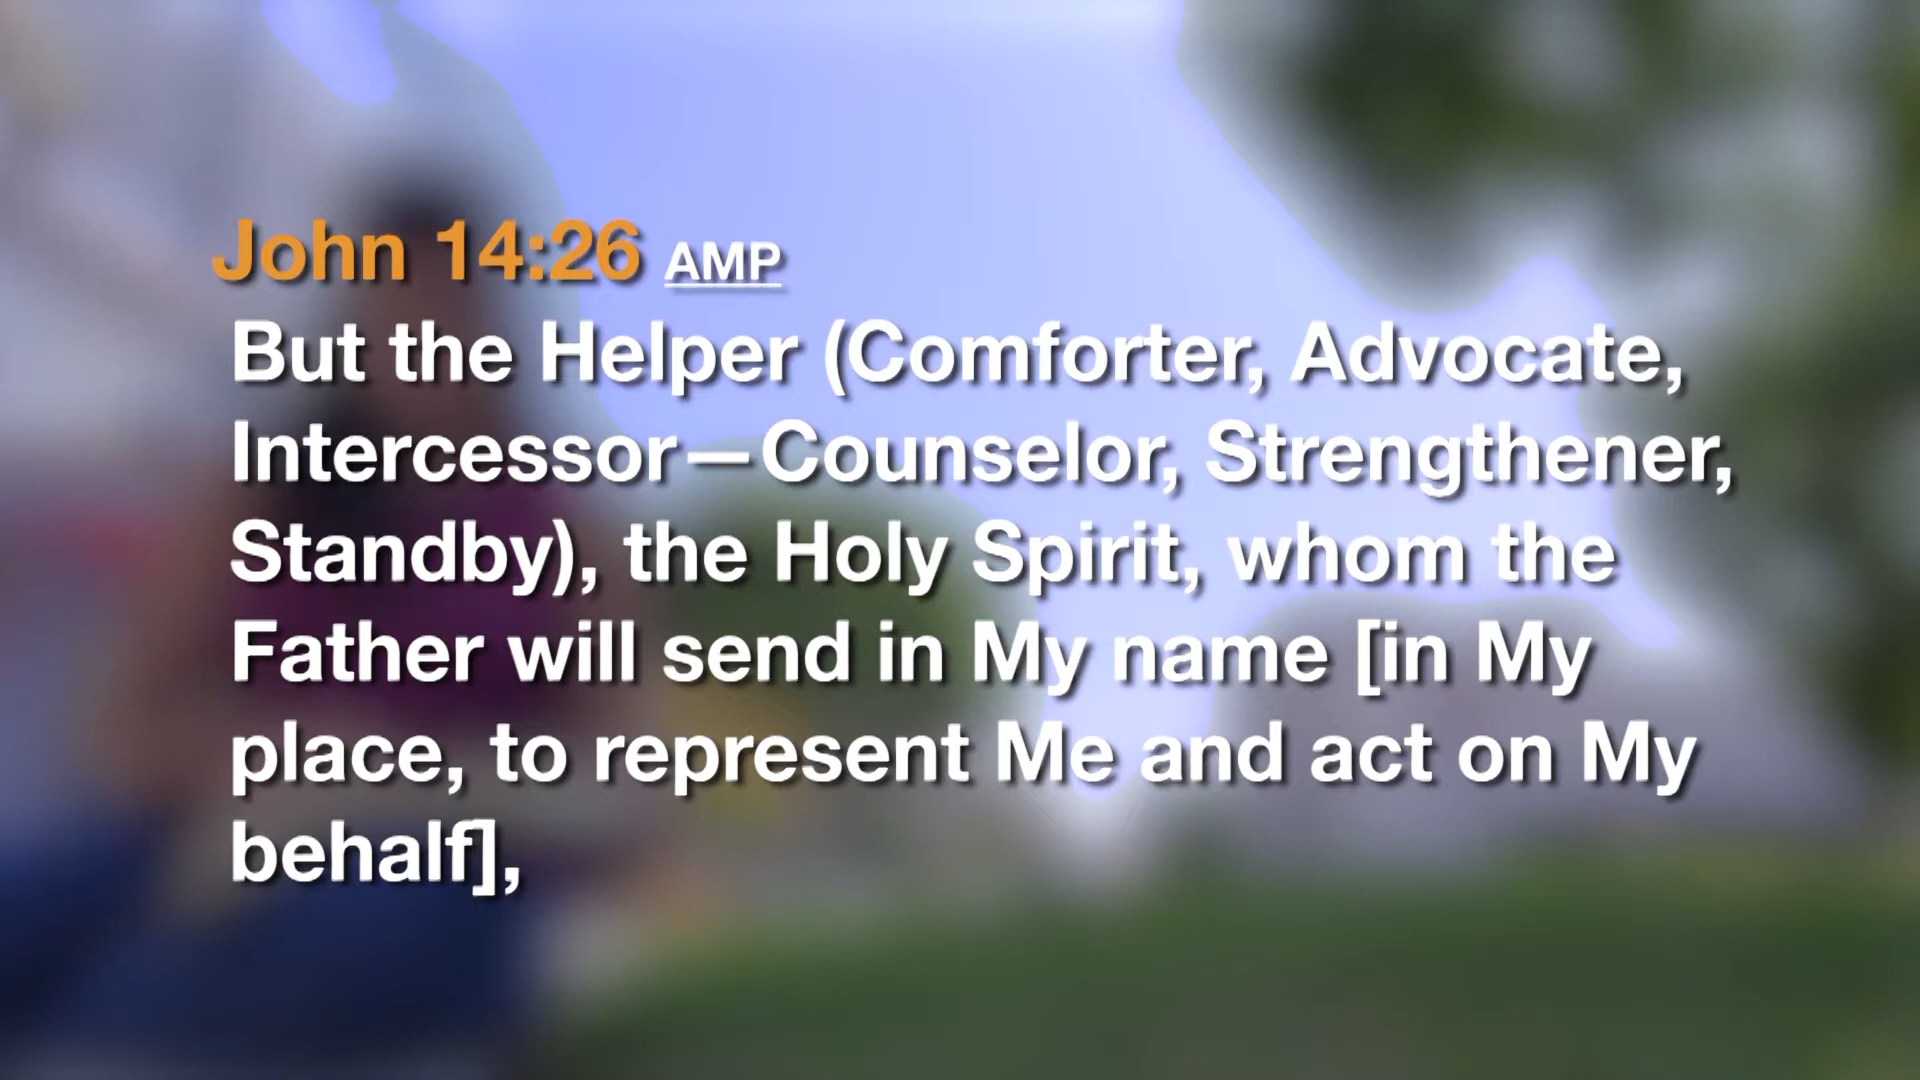 John 14:26 AMP
But the Helper (Comforter, Advocate,
Intercessor—Counselor, Strengthener,
Standby), the Holy Spirit, whom the
Father will send in My name [in My
place, to represent Me and act on My
behalf],